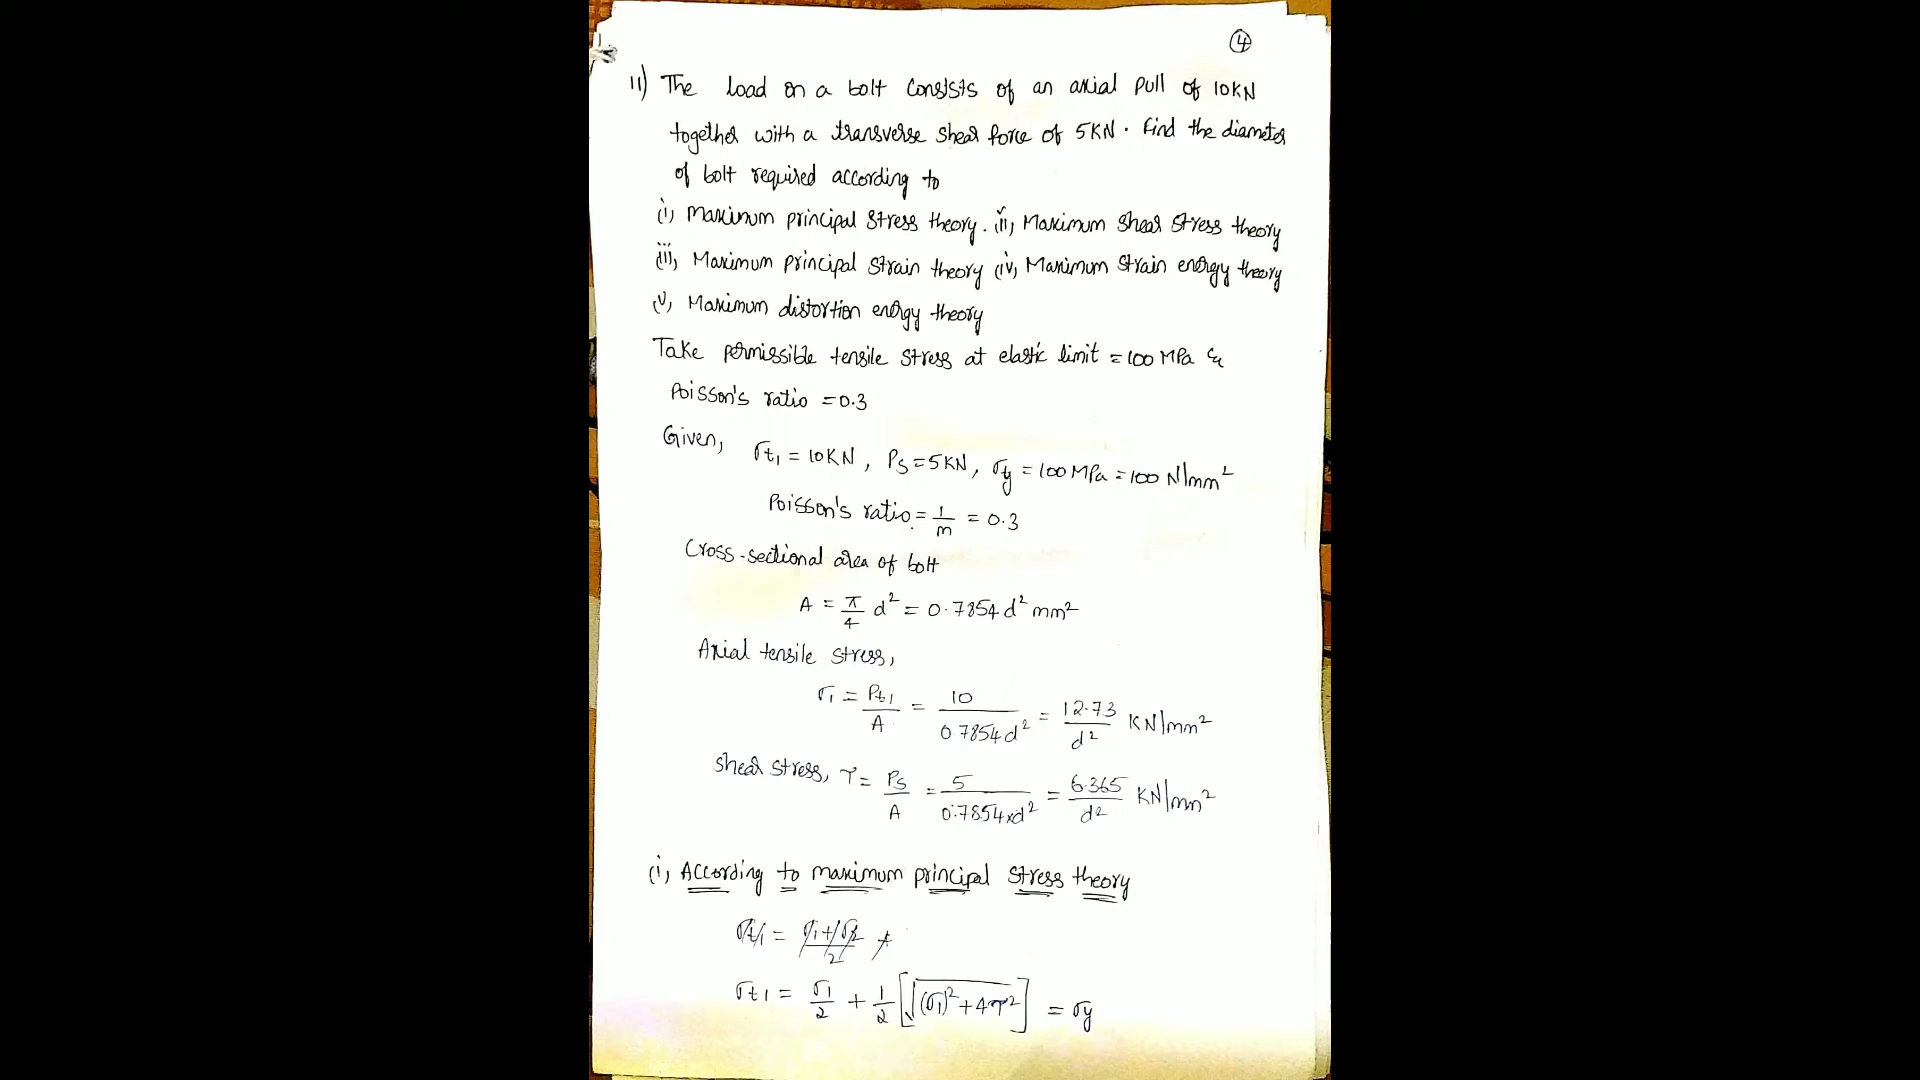 ④
11) The load on a bolt consists of an axial pull of 10KN
together with a transverse shear force of 5KN. Find the diameter
of bolt required according to
(i) Maximum principal stress theory. (ii) Maximum shear stress theory
(iii) Maximum principal strain theory (iv) Maximum strain energy theory
(v) Maximum distortion energy theory
Take permissible tensile stress at elastic limit = 100 MPa &
Poisson's ratio = 0.3
Given, σt1 = 10KN, Ps = 5KN, σy = 100 MPa = 100 N/mm²
Poisson's ratio = 1/m = 0.3
Cross-sectional area of bolt
A = π/4 d² = 0.7854 d² mm²
Axial tensile stress,
σ1 = Pt1/A = 10/0.7854d² = 12.73/d² KN/mm²
Shear stress, τ = Ps/A = 5/0.7854×d² = 6.365/d² KN/mm²
(i) According to maximum principal stress theory
σt1 = σ1+σ2/2 +
σt1 = σ1/2 + 1/2 [√(σ1)² + 4τ²] = σy